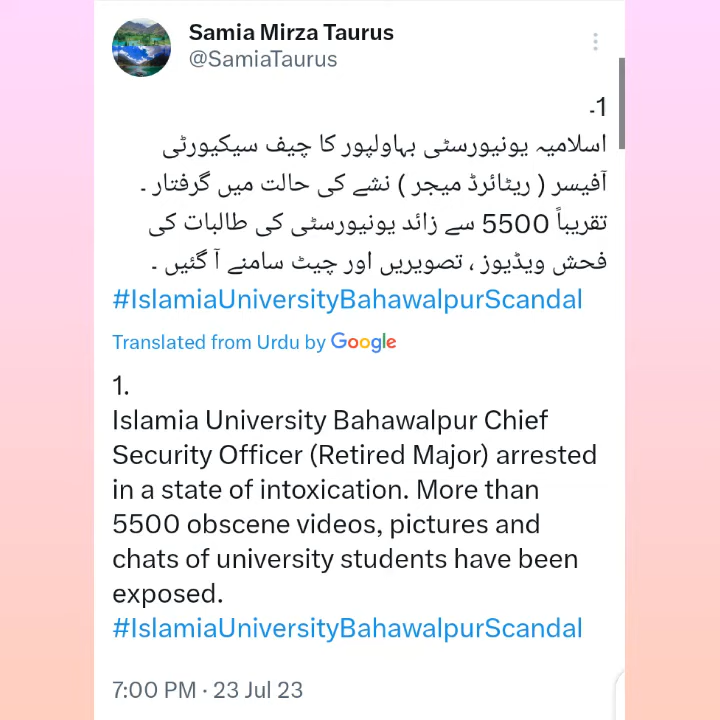 Samia Mirza Taurus
@SamiaTaurus
1-
اسلامیہ یونیورسٹی بہاولپور کا چیف سیکیورٹی
آفیسر ( ریٹائرڈ میجر ) نشے کی حالت میں گرفتار ۔
تقریباً 5500 سے زائد یونیورسٹی کی طالبات کی
فحش ویڈیوز ، تصویریں اور چیٹ سامنے آ گئیں ۔
#IslamiaUniversityBahawalpurScandal
Translated from Urdu by Google
1.
Islamia University Bahawalpur Chief
Security Officer (Retired Major) arrested
in a state of intoxication. More than
5500 obscene videos, pictures and
chats of university students have been
exposed.
#IslamiaUniversityBahawalpurScandal
7:00 PM · 23 Jul 23